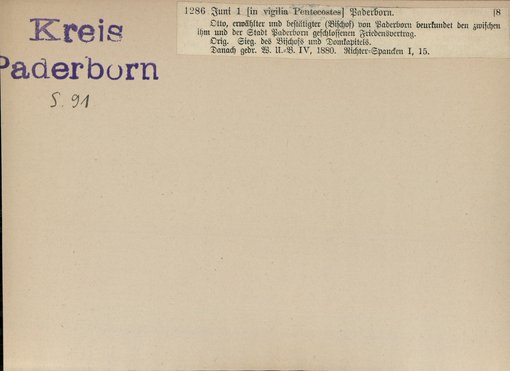 Kreis
Paderborn
S. 91
1286 Juni 1 [in vigilia Pentecostes] Paderborn. [8
Otto, erwählter und bestätigter (Bischof) von Paderborn beurkundet den zwischen
ihm und der Stadt Paderborn geschlossenen Friedensvertrag.
Orig. Sieg. des Bischofs und Domkapitels.
Danach gedr. W. U.-B. IV, 1880. Richter-Spancken I, 15.